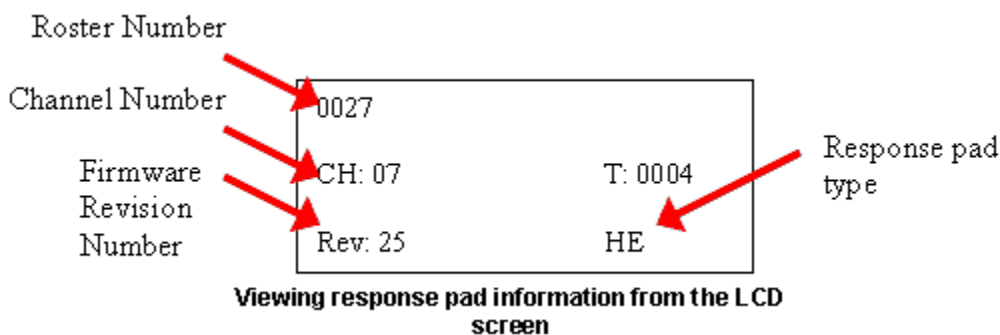 Roster Number
Channel Number
Firmware
Revision
Number
0027
CH: 07 T: 0004
Rev: 25 HE
Response pad
type
Viewing response pad information from the LCD
screen